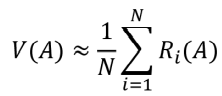 V(A) ≈ \frac{1}{N} \sum_{i=1}^{N} R_i(A)